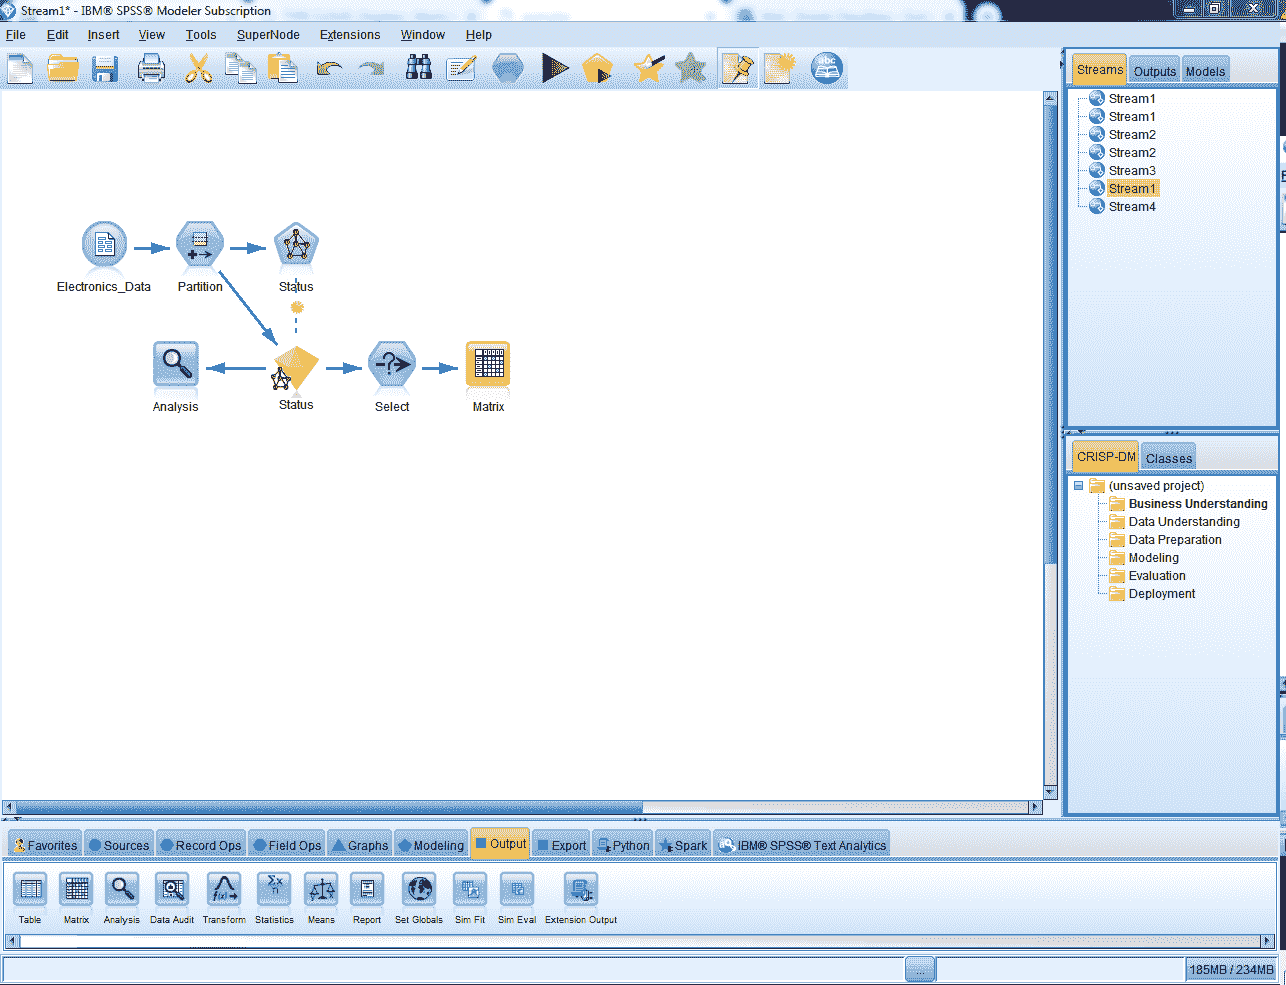 Stream1* - IBM® SPSS® Modeler Subscription
File Edit Insert View Tools SuperNode Extensions Window Help
abc
Streams Outputs Models
Stream1
Stream1
Stream2
Stream2
Stream3
Stream1
Stream4
Electronics_Data Partition Status
Analysis Status Select Matrix
CRISP-DM Classes
(unsaved project)
Business Understanding
Data Understanding
Data Preparation
Modeling
Evaluation
Deployment
Favorites Sources Record Ops Field Ops Graphs Modeling Output Export Python Spark IBM® SPSS® Text Analytics
Table Matrix Analysis Data Audit Transform Statistics Means Report Set Globals Sim Fit Sim Eval Extension Output
... 185MB / 234MB